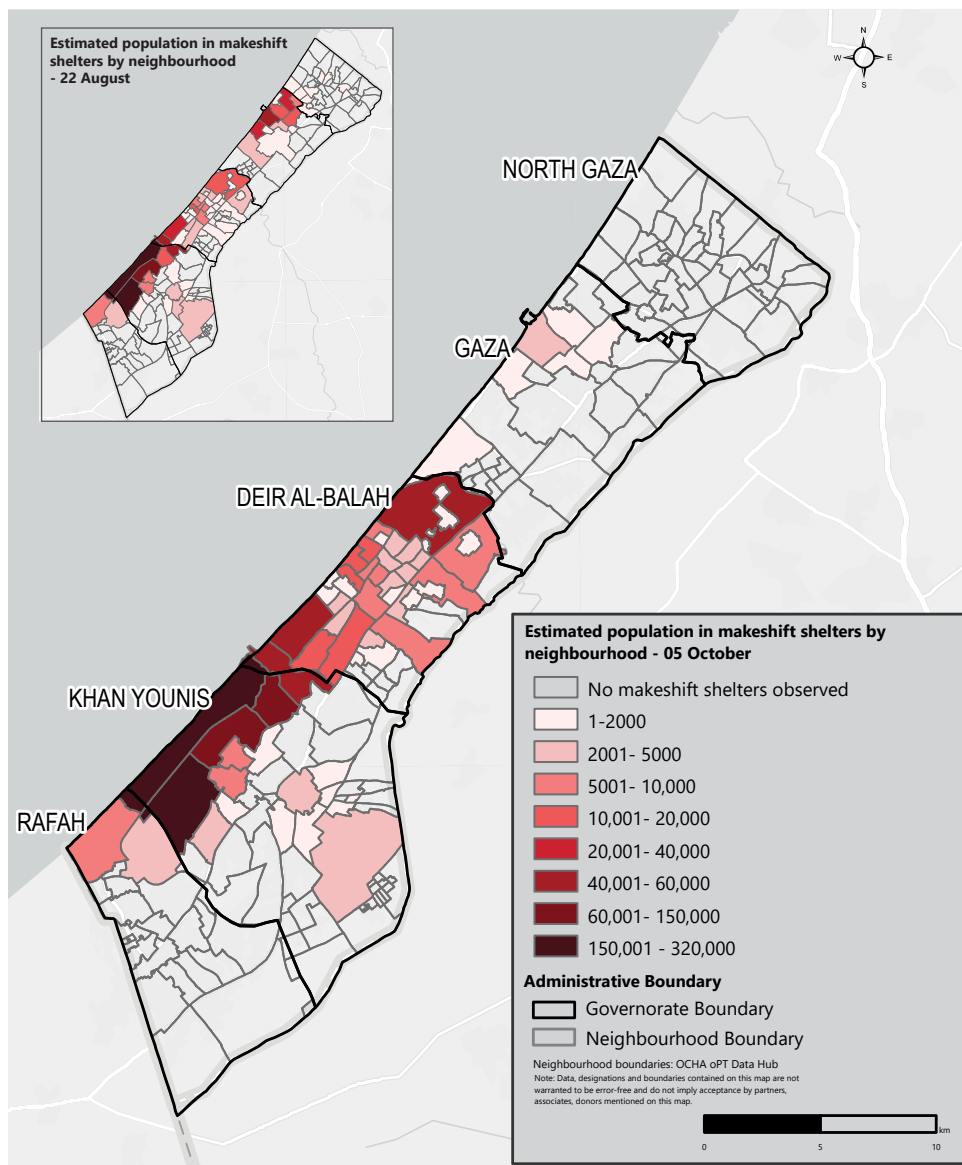 Estimated population in makeshift
shelters by neighbourhood
- 22 August
N
W
E
S
NORTH GAZA
GAZA
DEIR AL-BALAH
KHAN YOUNIS
RAFAH
Estimated population in makeshift shelters by
neighbourhood - 05 October
No makeshift shelters observed
1-2000
2001- 5000
5001- 10,000
10,001- 20,000
20,001- 40,000
40,001- 60,000
60,001- 150,000
150,001 - 320,000
Administrative Boundary
Governorate Boundary
Neighbourhood Boundary
Neighbourhood boundaries: OCHA oPT Data Hub
Note: Data, designations and boundaries contained on this map are not
warranted to be error-free and do not imply acceptance by partners,
associates, donors mentioned on this map.
km
0 5 10